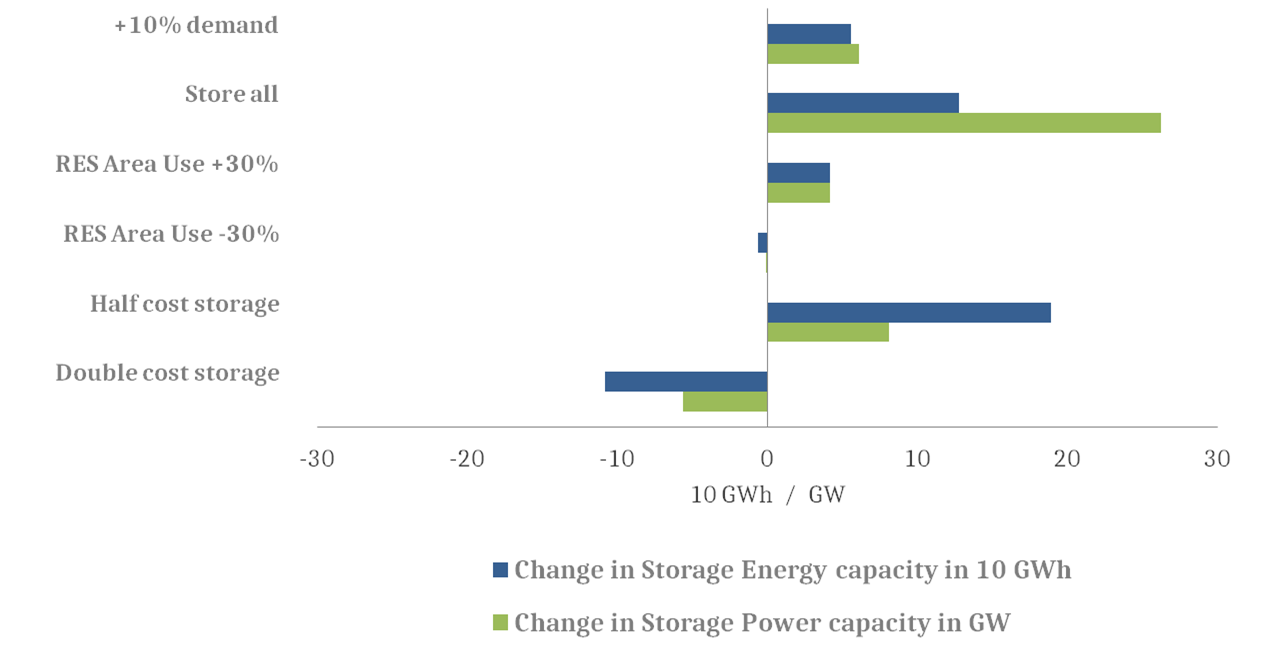 +10% demand
Store all
RES Area Use +30%
RES Area Use -30%
Half cost storage
Double cost storage
-30 -20 -10 0 10 20 30
10 GWh / GW
Change in Storage Energy capacity in 10 GWh
Change in Storage Power capacity in GW